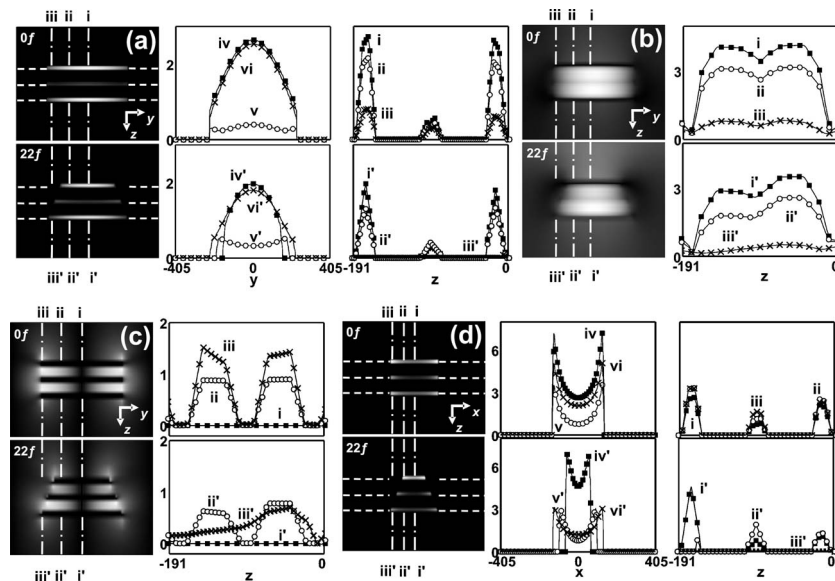 iii ii i
0f
(a)
y
z
22f
iii' ii' i'
2
0
iv
vi
v
2
0
iv'
vi'
v'
-405 0 405
y
i
ii
iii
i'
ii'
iii'
-191 0
z
iii ii i
0f
(b)
y
z
22f
iii' ii' i'
3
0
i
ii
iii
3
0
i'
ii'
iii'
-191 0
z
iii ii i
0f
(c)
y
z
22f
iii' ii' i'
2
1
0
iii
ii
i
2
1
0
ii'
iii'
i'
-191 0
z
iii ii i
0f
(d)
x
z
22f
iii' ii' i'
6
3
0
iv
vi
v
6
3
0
iv'
v'
vi'
-405 0 405
x
i
iii
ii
i'
ii'
iii'
-191 0
z